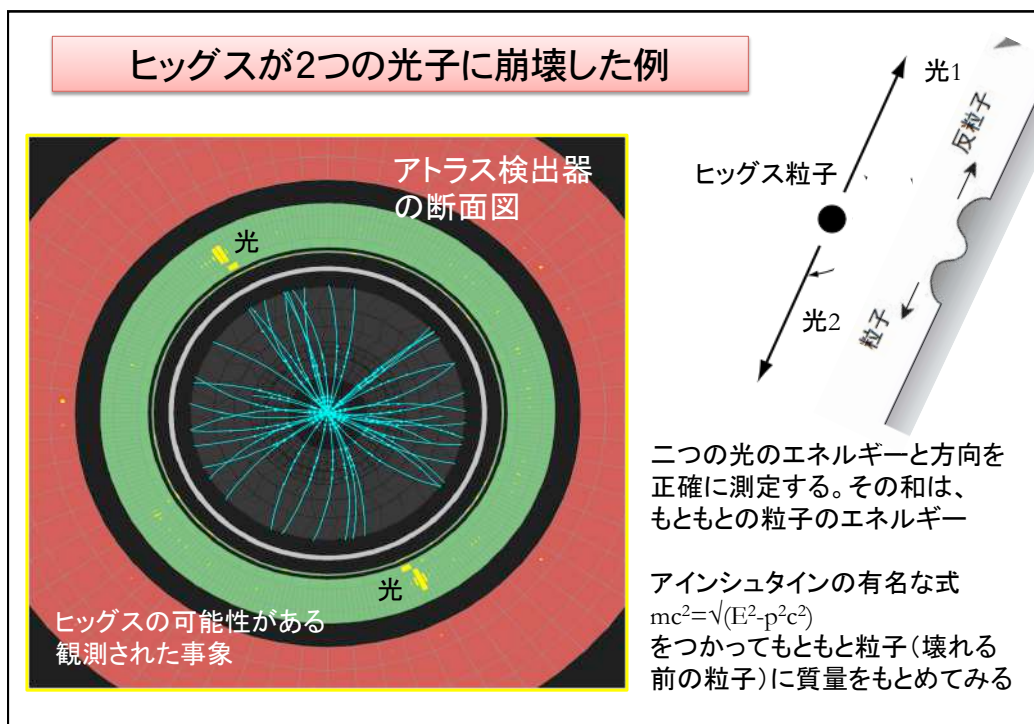 ヒッグスが2つの光子に崩壊した例
アトラス検出器
の断面図
光
光
ヒッグスの可能性がある
観測された事象
光1
ヒッグス粒子
光2
反粒子
粒子
二つの光のエネルギーと方向を
正確に測定する。その和は、
もともとの粒子のエネルギー
アインシュタインの有名な式
mc²=√(E²-p²c²)
をつかってもともと粒子(壊れる
前の粒子)に質量をもとめてみる